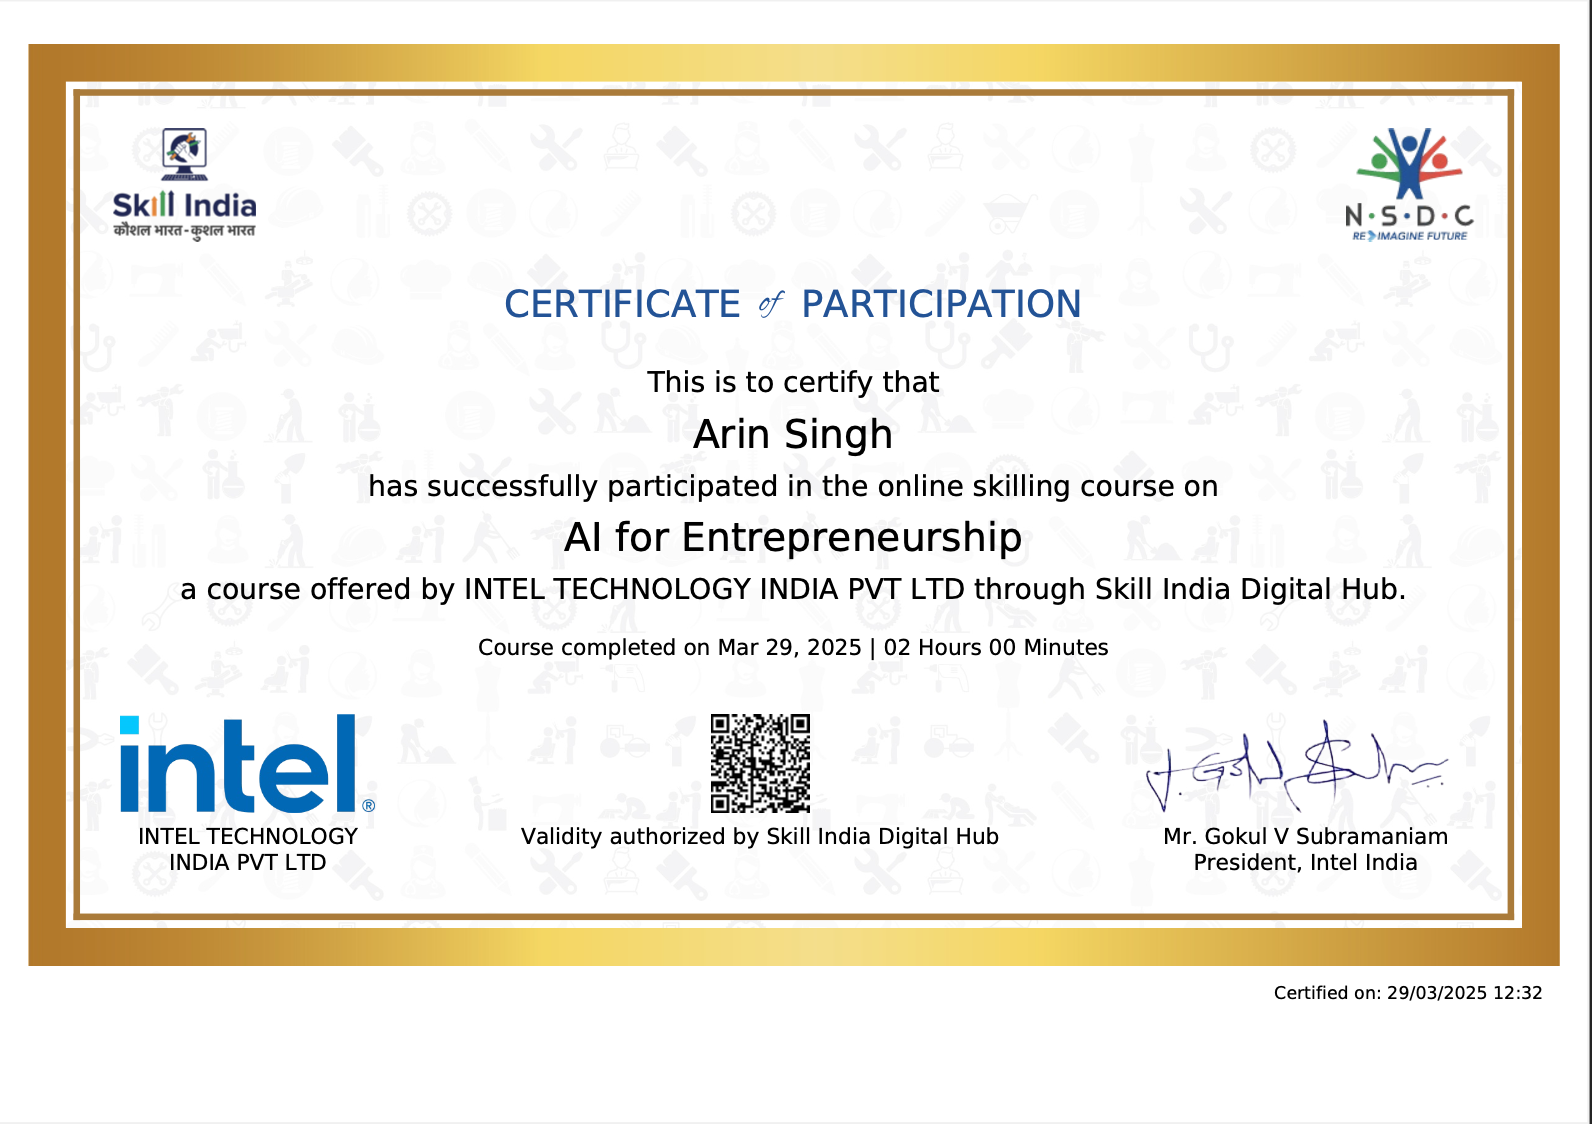 Skill India
कौशल भारत-कुशल भारत
N·S·D·C
RE IMAGINE FUTURE
CERTIFICATE of PARTICIPATION
This is to certify that
Arin Singh
has successfully participated in the online skilling course on
AI for Entrepreneurship
a course offered by INTEL TECHNOLOGY INDIA PVT LTD through Skill India Digital Hub.
Course completed on Mar 29, 2025 | 02 Hours 00 Minutes
intel®
INTEL TECHNOLOGY
INDIA PVT LTD
Validity authorized by Skill India Digital Hub
Mr. Gokul V Subramaniam
President, Intel India
Certified on: 29/03/2025 12:32